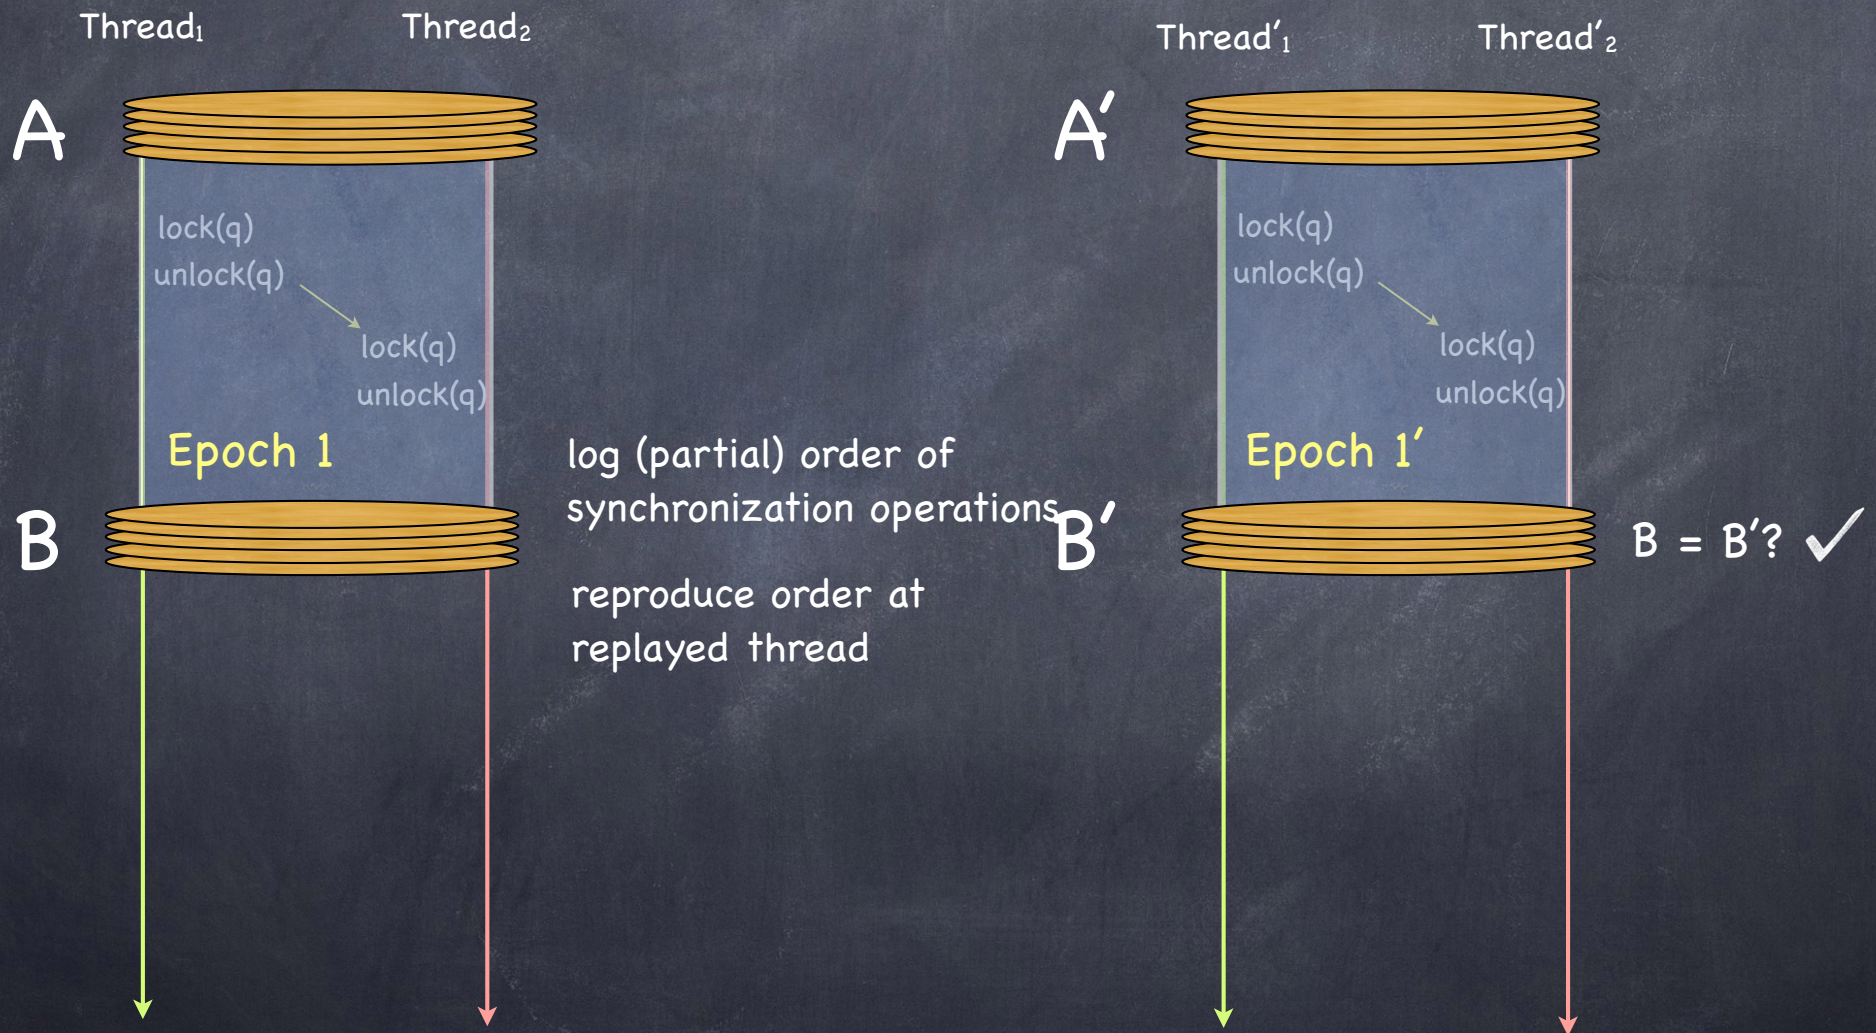 Thread₁
Thread₂
A
lock(q)
unlock(q)
lock(q)
unlock(q)
Epoch 1
B
log (partial) order of
synchronization operations
reproduce order at
replayed thread
Thread′₁
Thread′₂
A′
lock(q)
unlock(q)
lock(q)
unlock(q)
Epoch 1′
B′
B = B′? ✓